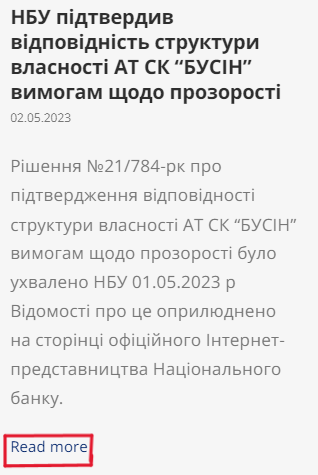 НБУ підтвердив
відповідність структури
власності АТ СК “БУСІН”
вимогам щодо прозорості
02.05.2023
Рішення №21/784-рк про
підтвердження відповідності
структури власності АТ СК “БУСІН”
вимогам щодо прозорості було
ухвалено НБУ 01.05.2023 р
Відомості про це оприлюднено
на сторінці офіційного Інтернет-
представництва Національного
банку.
Read more